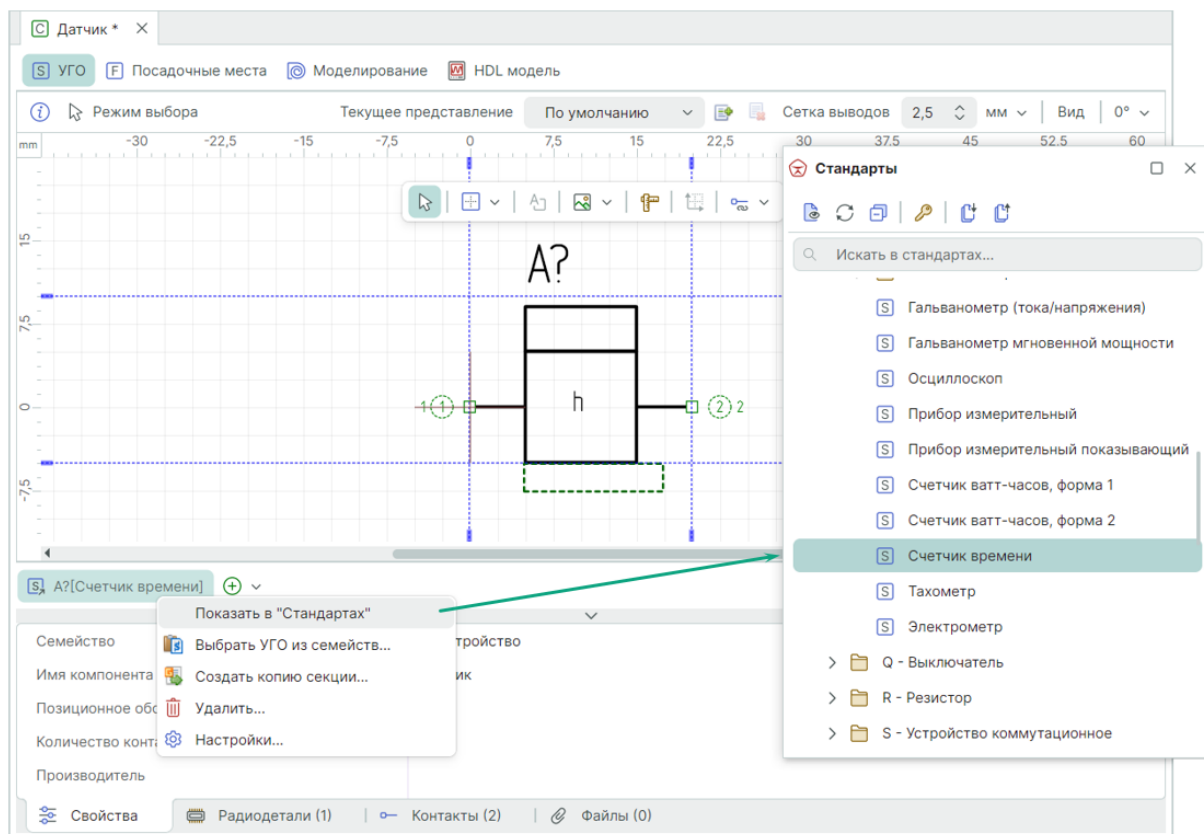 Датчик *
УГО
Посадочные места
Моделирование
HDL модель
Режим выбора
Текущее представление
По умолчанию
Сетка выводов
2,5
мм
Вид
0°
mm
-30
-22,5
-15
-7,5
0
7,5
15
22,5
30
37,5
45
52.5
60
15
7,5
0
-7,5
A?
h
1
1
2
2
A?[Счетчик времени]
Показать в "Стандартах"
Выбрать УГО из семейств...
Создать копию секции...
Удалить...
Настройки...
Семейство
тройство
Имя компонента
ик
Позиционное обо
Количество конта
Производитель
Свойства
Радиодетали (1)
Контакты (2)
Файлы (0)
Стандарты
Искать в стандартах...
S Гальванометр (тока/напряжения)
S Гальванометр мгновенной мощности
S Осциллоскоп
S Прибор измерительный
S Прибор измерительный показывающий
S Счетчик ватт-часов, форма 1
S Счетчик ватт-часов, форма 2
S Счетчик времени
S Тахометр
S Электрометр
Q - Выключатель
R - Резистор
S - Устройство коммутационное